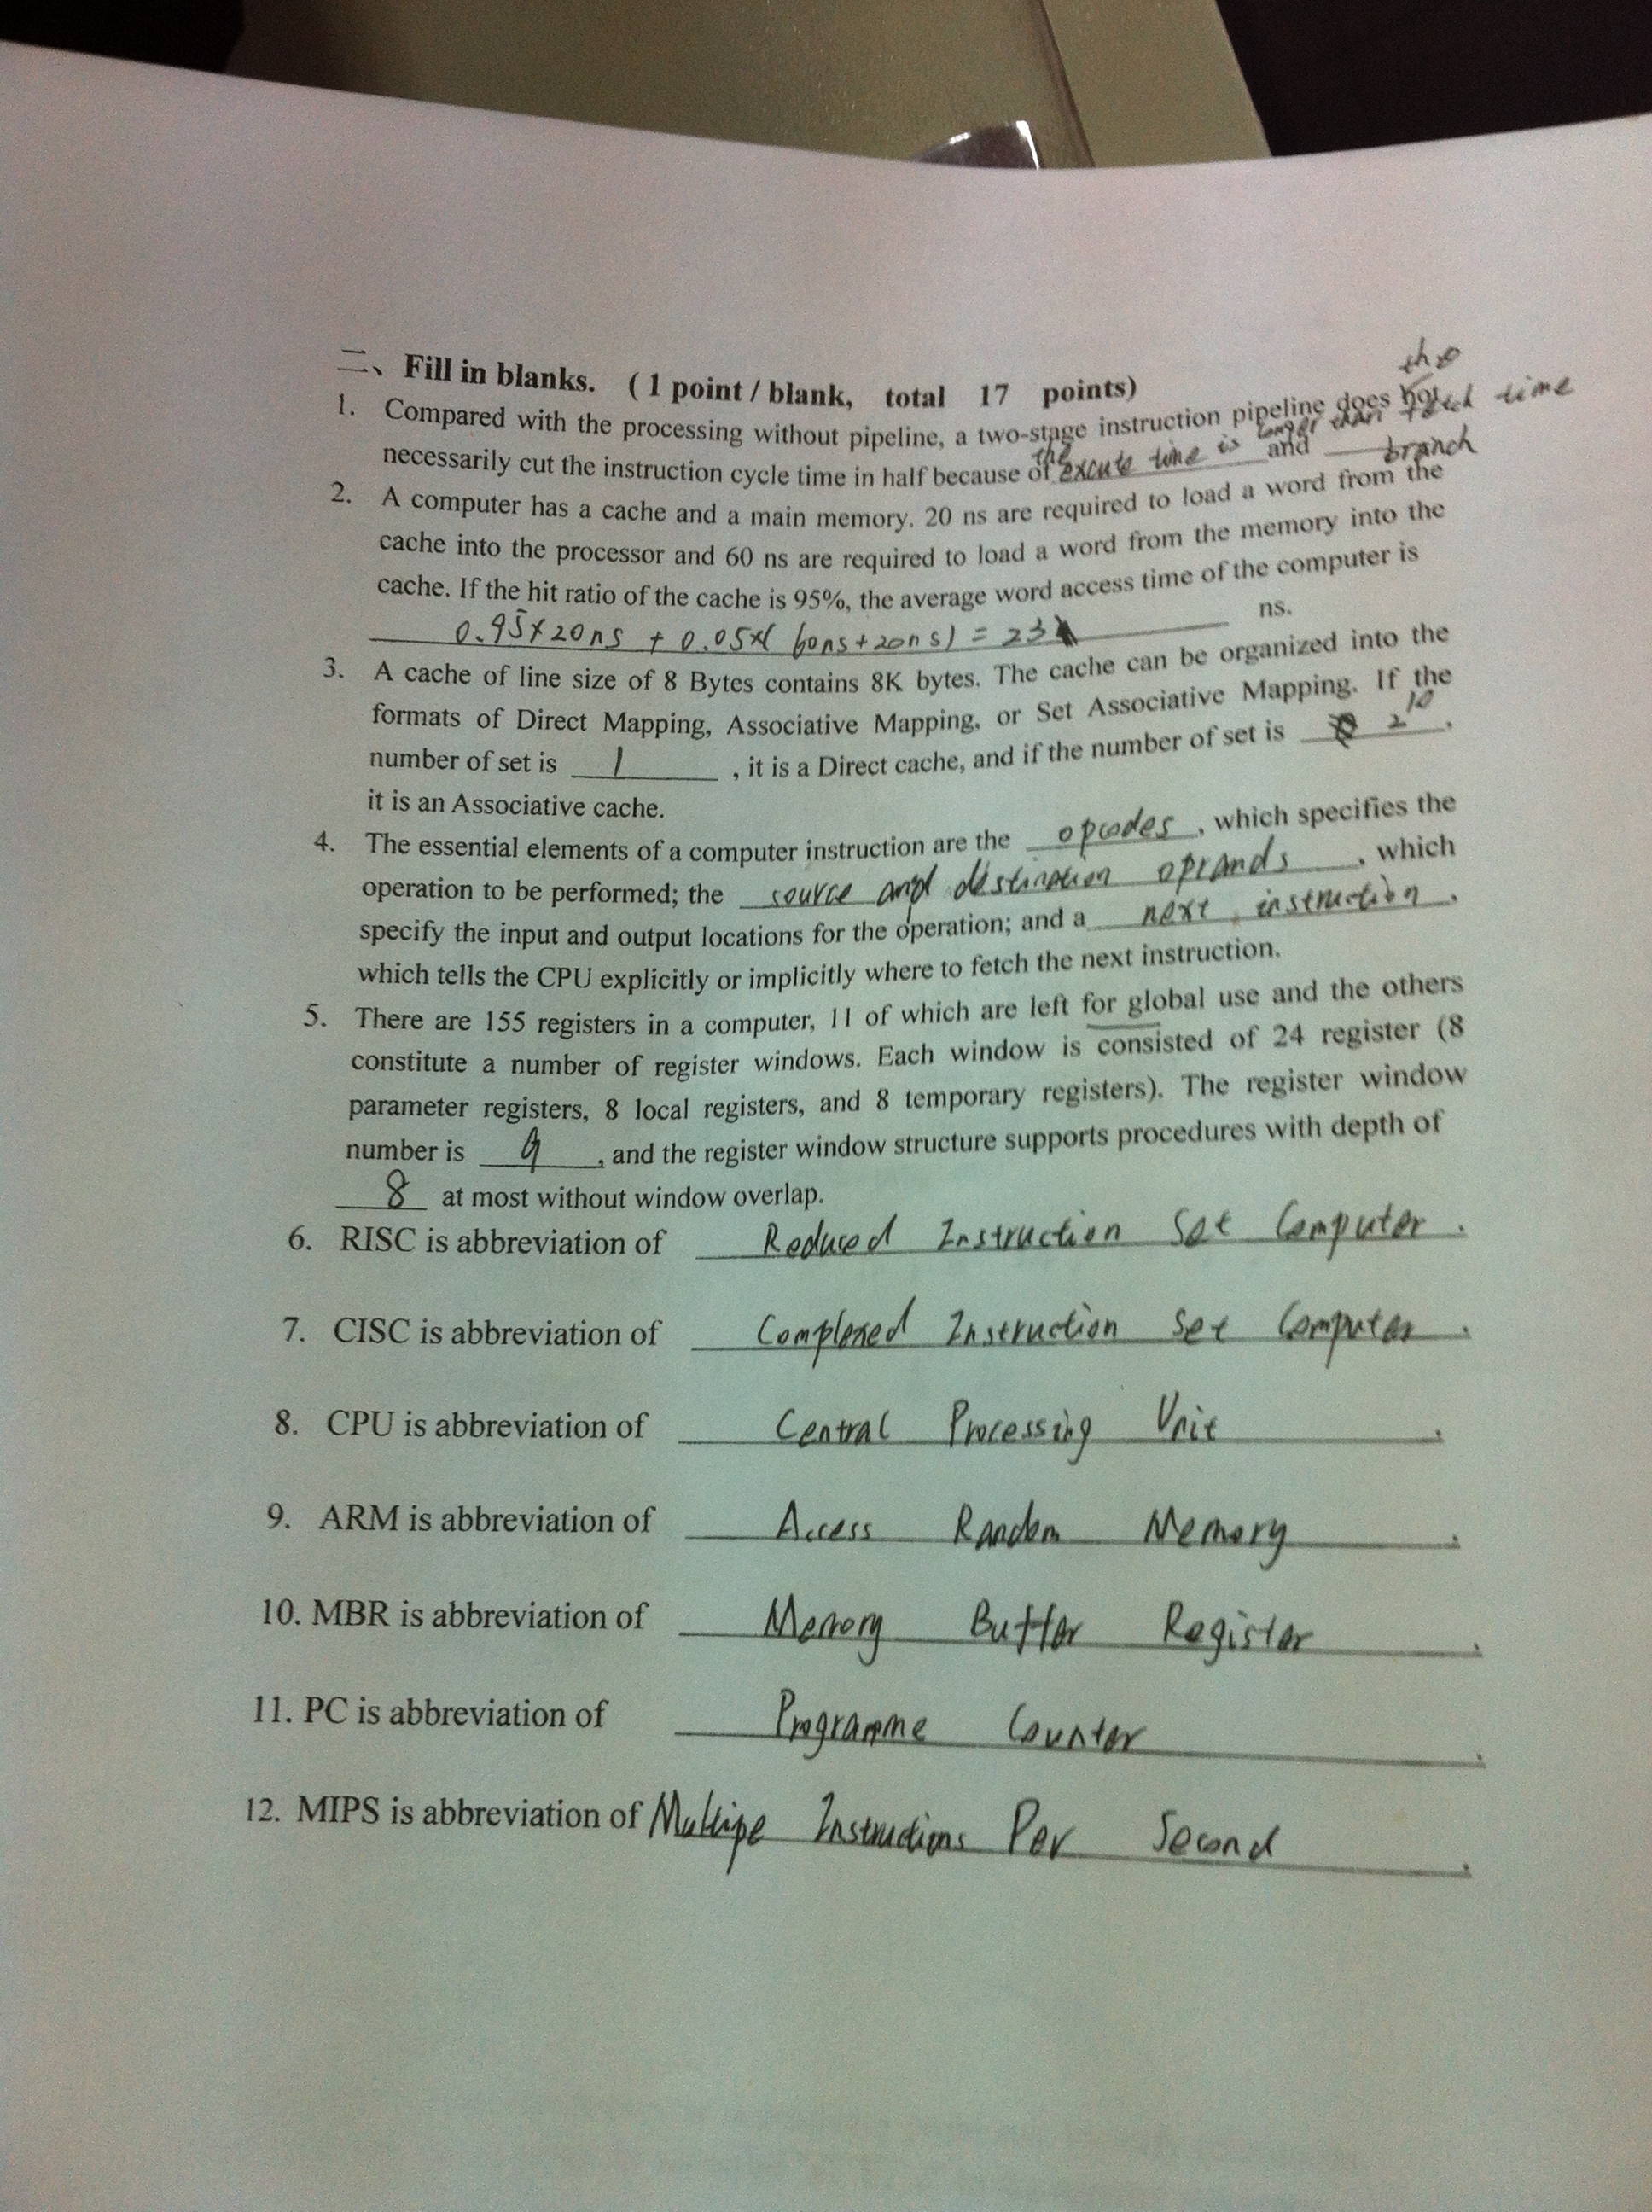 二、Fill in blanks. ( 1 point / blank, total 17 points)
the
1. Compared with the processing without pipeline, a two-stage instruction pipeline does not
longer than fetch time
necessarily cut the instruction cycle time in half because of the excute time is and branch
2. A computer has a cache and a main memory. 20 ns are required to load a word from the
cache into the processor and 60 ns are required to load a word from the memory into the
cache. If the hit ratio of the cache is 95%, the average word access time of the computer is
0.95×20ns + 0.05×(60ns+20ns) = 23 ns.
3. A cache of line size of 8 Bytes contains 8K bytes. The cache can be organized into the
formats of Direct Mapping, Associative Mapping, or Set Associative Mapping. If the
number of set is 1 , it is a Direct cache, and if the number of set is 2^10 .
it is an Associative cache.
4. The essential elements of a computer instruction are the opcodes , which specifies the
operation to be performed; the source and destination oprands , which
specify the input and output locations for the operation; and a next instruction .
which tells the CPU explicitly or implicitly where to fetch the next instruction.
5. There are 155 registers in a computer, 11 of which are left for global use and the others
constitute a number of register windows. Each window is consisted of 24 register (8
parameter registers, 8 local registers, and 8 temporary registers). The register window
number is 9 , and the register window structure supports procedures with depth of
8 at most without window overlap.
6. RISC is abbreviation of Reduced Instruction Set Computer .
7. CISC is abbreviation of Complexed Instruction Set Computer .
8. CPU is abbreviation of Central Processing Unit .
9. ARM is abbreviation of Access Random Memory .
10. MBR is abbreviation of Memory Buffer Register .
11. PC is abbreviation of Programme Counter .
12. MIPS is abbreviation of Multipe Instructions Per Second .